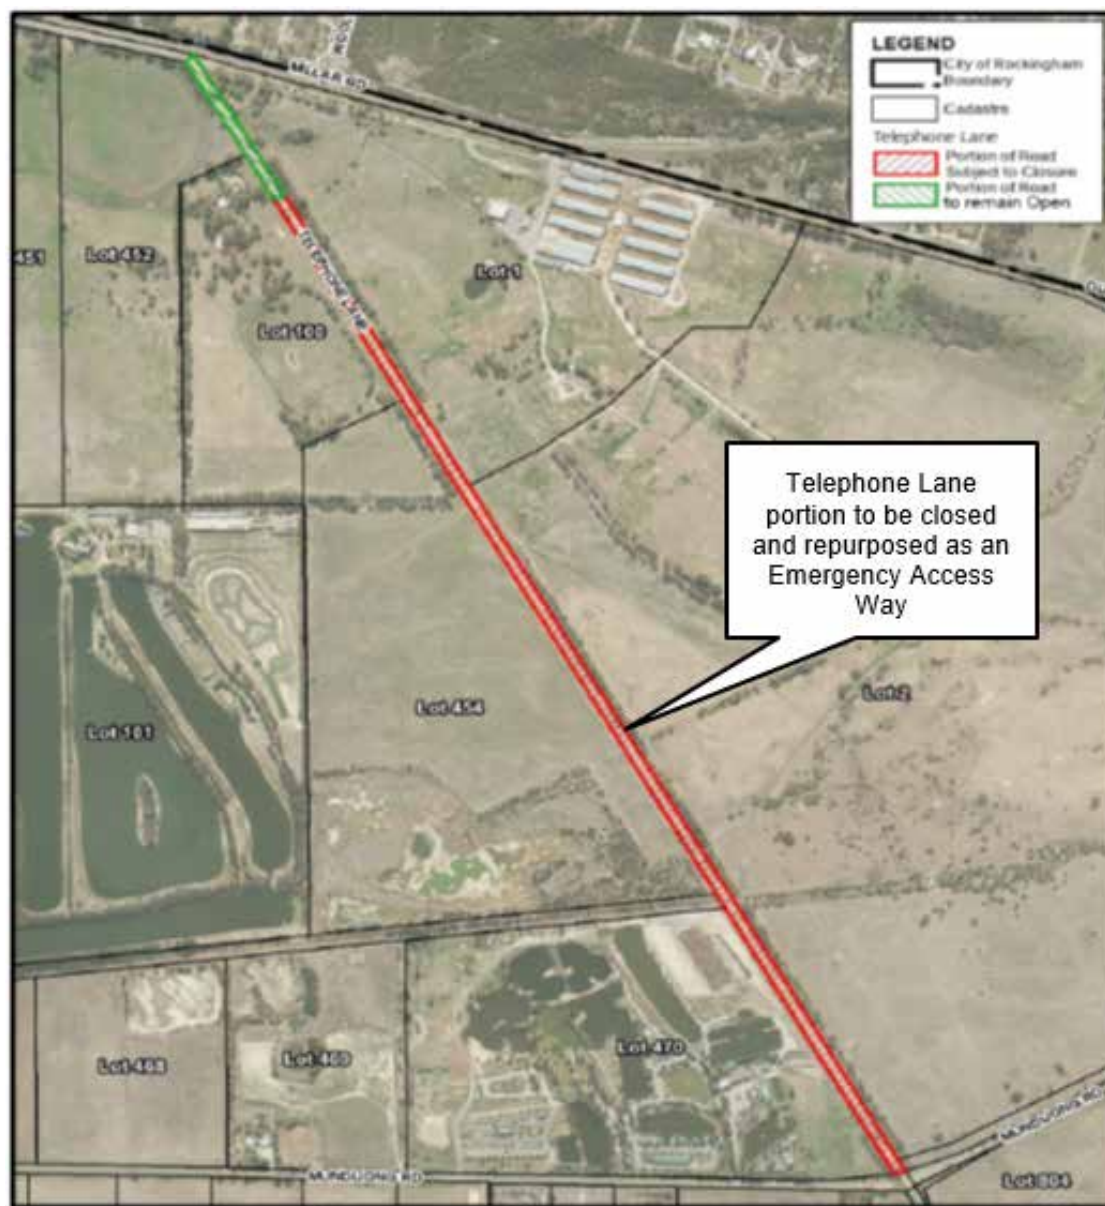 MILLAR RD
LEGEND
City of Rockingham
Boundary
Cadastre
Telephone Lane
Portion of Road
Subject to Closure
Portion of Road
to remain Open
451
Lot 452
TELEPHONE LANE
Lot 1
Lot 100
Telephone Lane
portion to be closed
and repurposed as an
Emergency Access
Way
Lot 2
Lot 454
Lot 101
Lot 468
Lot 469
Lot 470
MUNDIJONG RD
MUNDIJONG RD
Lot 804